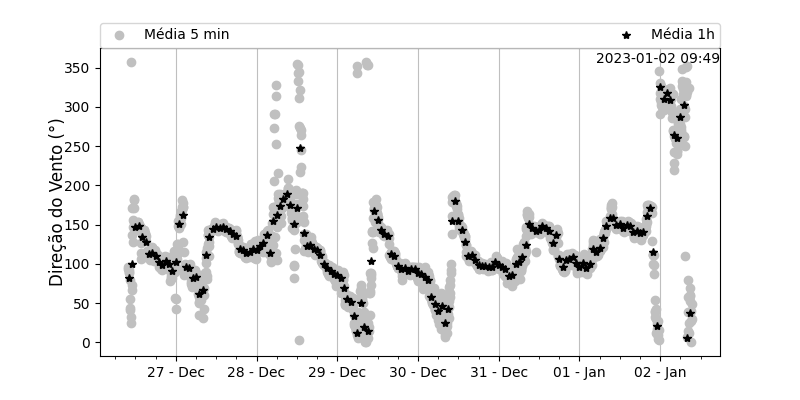 Média 5 min
Média 1h
2023-01-02 09:49
Direção do Vento (°)
350
300
250
200
150
100
50
0
27 - Dec
28 - Dec
29 - Dec
30 - Dec
31 - Dec
01 - Jan
02 - Jan